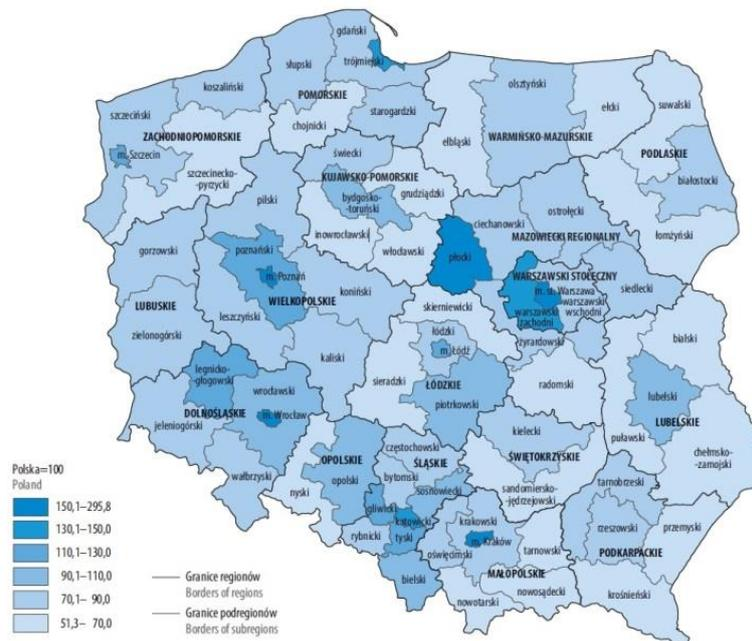 gdański
słupski
trójmiejski
koszaliński
POMORSKIE
szczeciński
starogardzki
olsztyński
ełcki
suwalski
ZACHODNIOPOMORSKIE
chojnicki
elbląski
WARMIŃSKO-MAZURSKIE
m. Szczecin
świecki
PODLASKIE
szczecinecko-
-pyrzycki
KUJAWSKO-POMORSKIE
grudziądzki
białostocki
bydgosko-
-toruński
pilski
ostrołęcki
ciechanowski
inowrocławski
MAZOWIECKI REGIONALNY
łomżyński
gorzowski
poznański
włocławski
płocki
m. Poznań
WARSZAWSKI STOŁECZNY
m. st. Warszawa
siedlecki
LUBUSKIE
leszczyński
WIELKOPOLSKIE
koniński
warszawski
wschodni
skierniewicki
warszawski
zachodni
zielonogórski
łódzki
żyrardowski
bialski
m. Łódź
kaliski
legnicko-
-głogowski
sieradzki
ŁÓDZKIE
radomski
lubelski
wrocławski
piotrkowski
DOLNOŚLĄSKIE
m. Wrocław
puławski
LUBELSKIE
jeleniogórski
kielecki
częstochowski
OPOLSKIE
ŚLĄSKIE
ŚWIĘTOKRZYSKIE
chełmsko-
-zamojski
wałbrzyski
opolski
bytomski
tarnobrzeski
nyski
sosnowiecki
sandomiersko-
-jędrzejowski
gliwicki
katowicki
krakowski
rzeszowski
przemyski
rybnicki
tyski
m. Kraków
oświęcimski
tarnowski
PODKARPACKIE
MAŁOPOLSKIE
bielski
nowosądecki
krośnieński
nowotarski
Polska=100
Poland
150,1–295,8
130,1–150,0
110,1–130,0
90,1–110,0
70,1– 90,0
51,3– 70,0
Granice regionów
Borders of regions
Granice podregionów
Borders of subregions